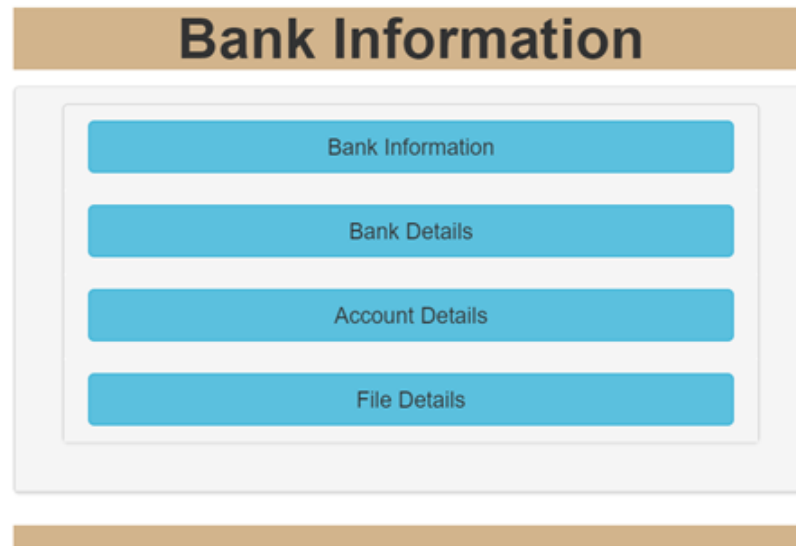 Bank Information
Bank Information
Bank Details
Account Details
File Details